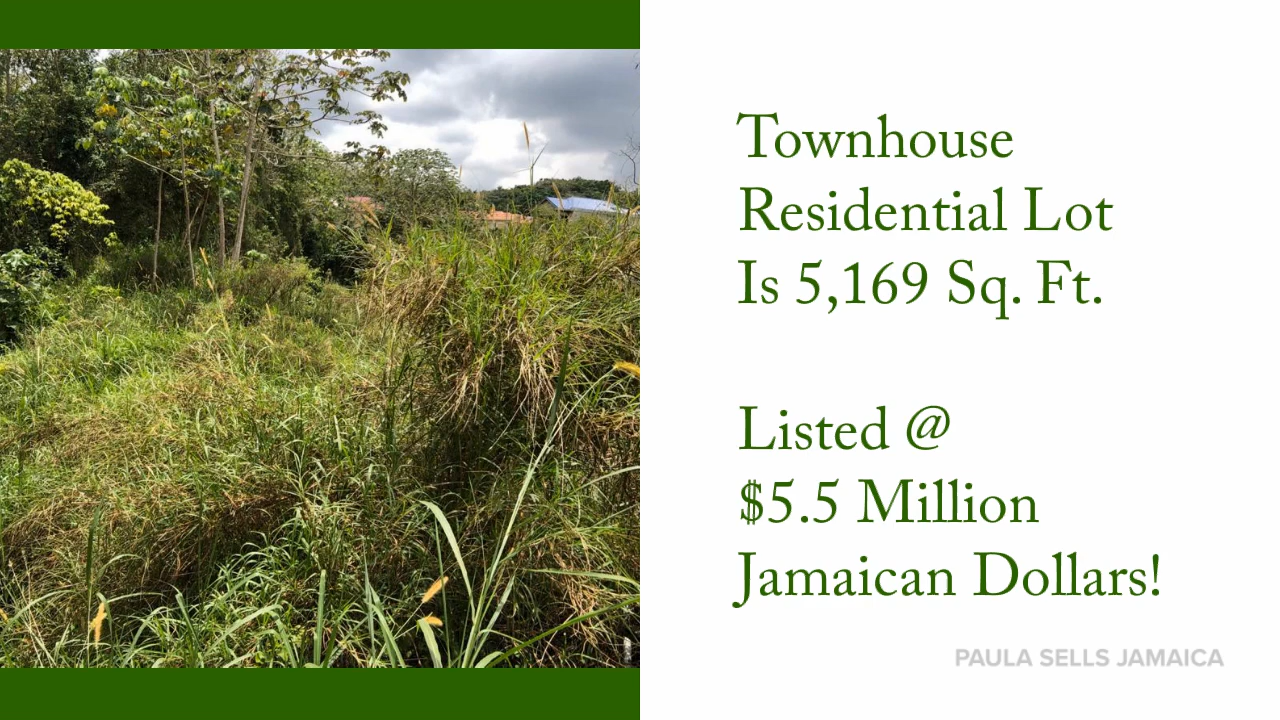 Townhouse
Residential Lot
Is 5,169 Sq. Ft.
Listed @
$5.5 Million
Jamaican Dollars!
PAULA SELLS JAMAICA